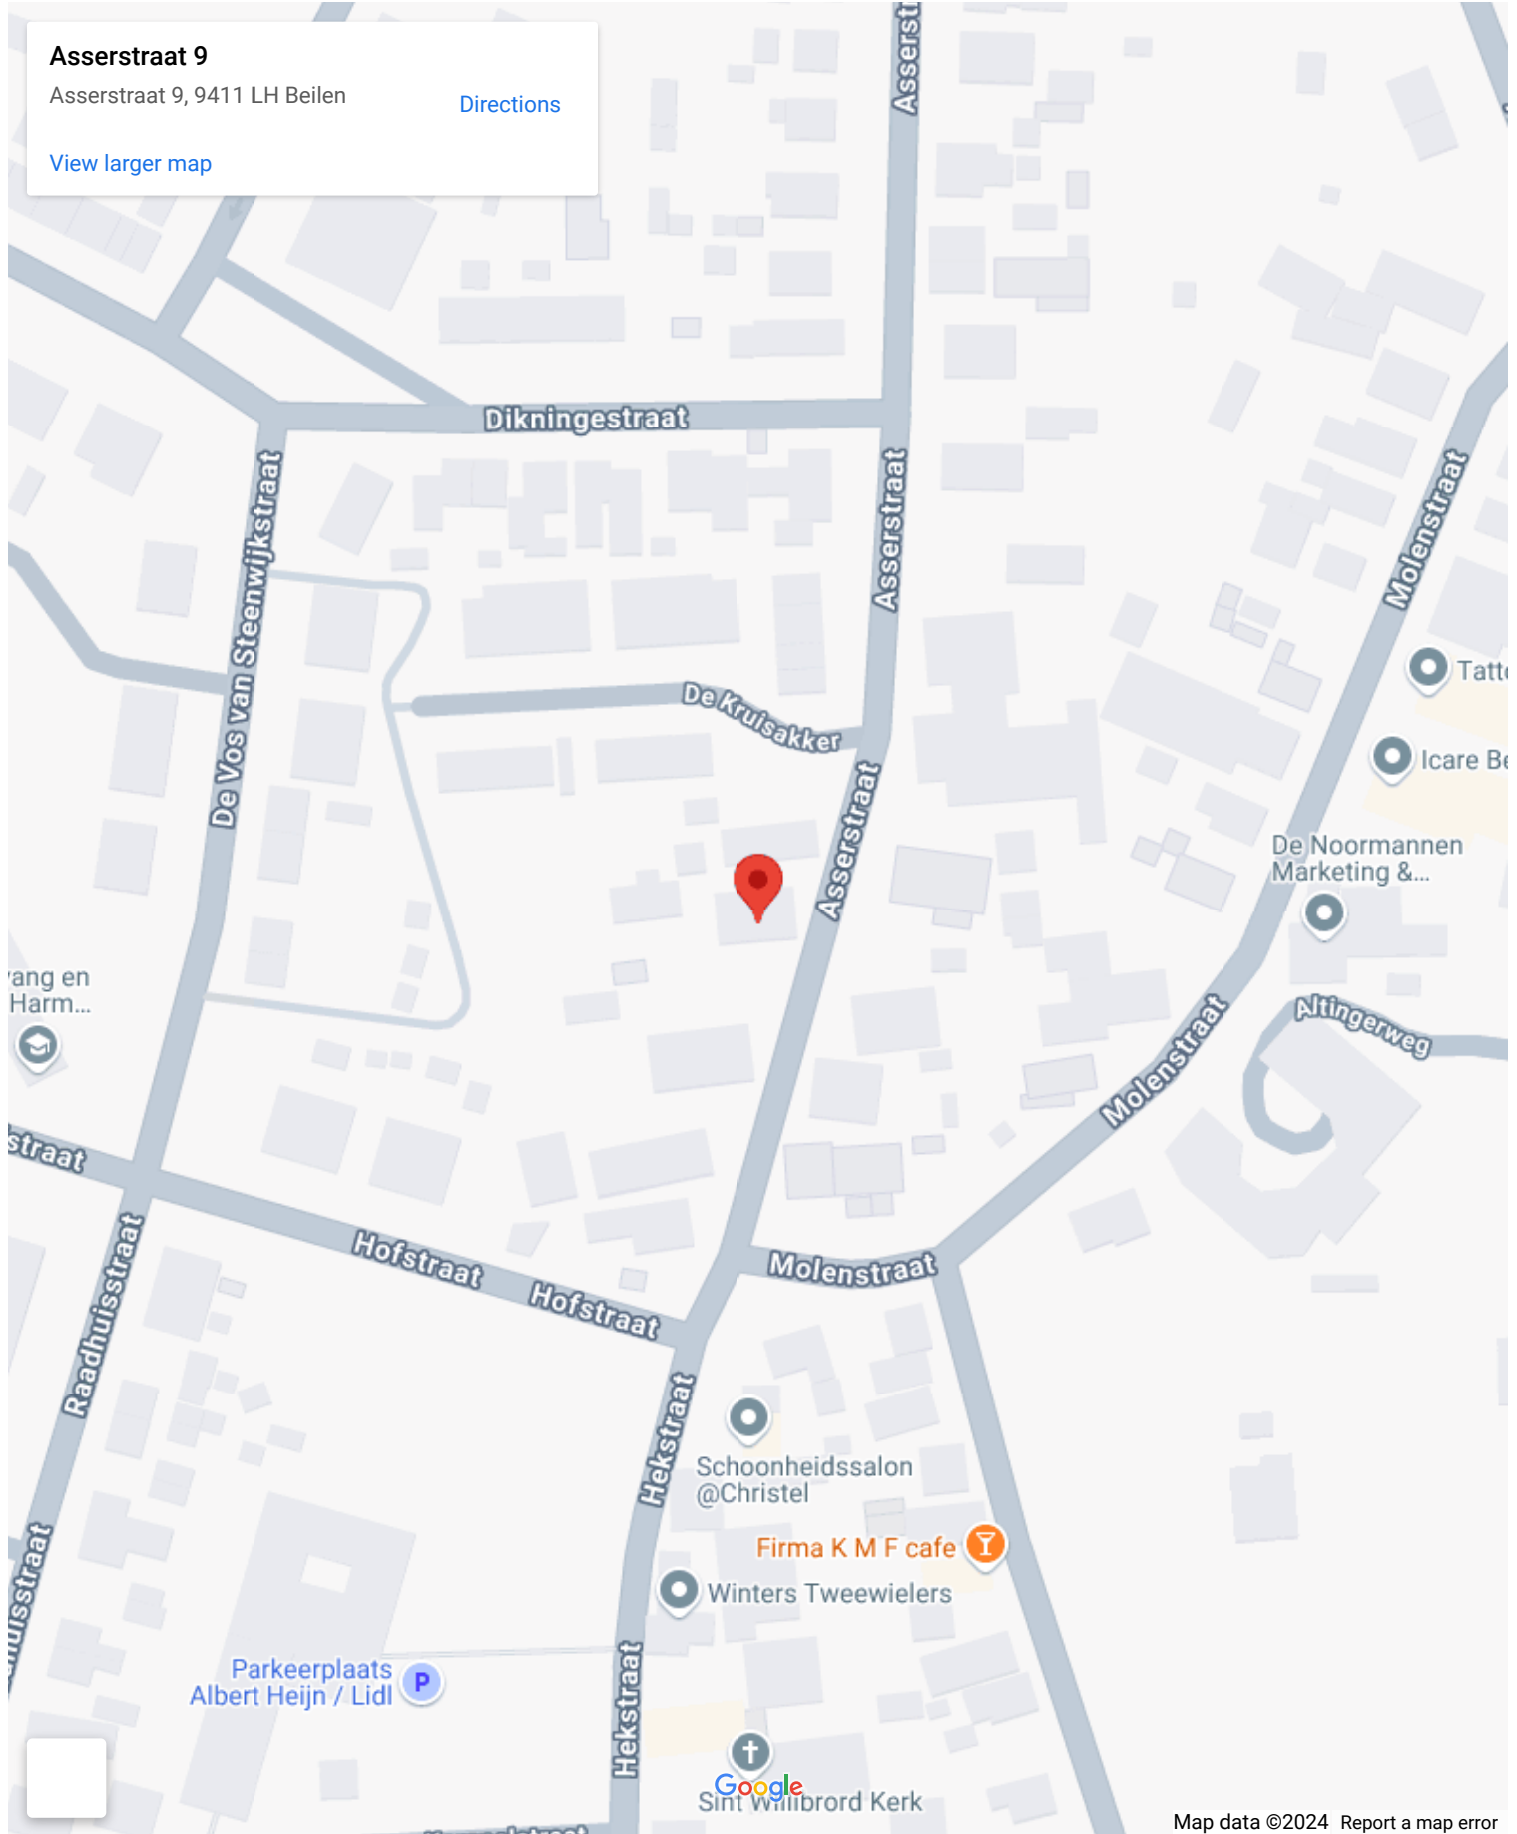 Asserstraat 9
Asserstraat 9, 9411 LH Beilen
Directions
View larger map
Dikningestraat
Asserstraat
Molenstraat
De Vos van Steenwijkstraat
De Kruisakker
Asserstraat
De Noormannen
Marketing &...
en
Harm...
Altingerweg
Molenstraat
Molenstraat
Hofstraat
Hofstraat
Raadhuisstraat
Hekstraat
Schoonheidssalon
@Christel
Firma K M F cafe
Winters Tweewielers
Parkeerplaats
Albert Heijn / Lidl
P
Hekstraat
Google
Sint Willibrord Kerk
Map data ©2024 Report a map error